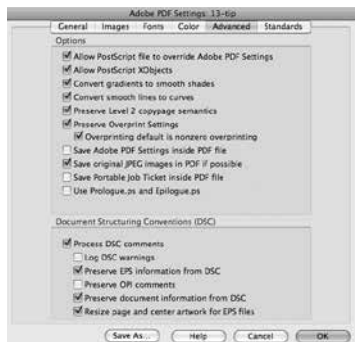 Adobe PDF Settings: 13-tip
General Images Fonts Color Advanced Standards
Options
Allow PostScript file to override Adobe PDF Settings
Allow PostScript XObjects
Convert gradients to smooth shades
Convert smooth lines to curves
Preserve Level 2 copypage semantics
Preserve Overprint Settings
Overprinting default is nonzero overprinting
Save Adobe PDF Settings inside PDF file
Save original JPEG images in PDF if possible
Save Portable Job Ticket inside PDF file
Use Prologue.ps and Epilogue.ps
Document Structuring Conventions (DSC)
Process DSC comments
Log DSC warnings
Preserve EPS information from DSC
Preserve OPI comments
Preserve document information from DSC
Resize page and center artwork for EPS files
Save As... Help Cancel OK